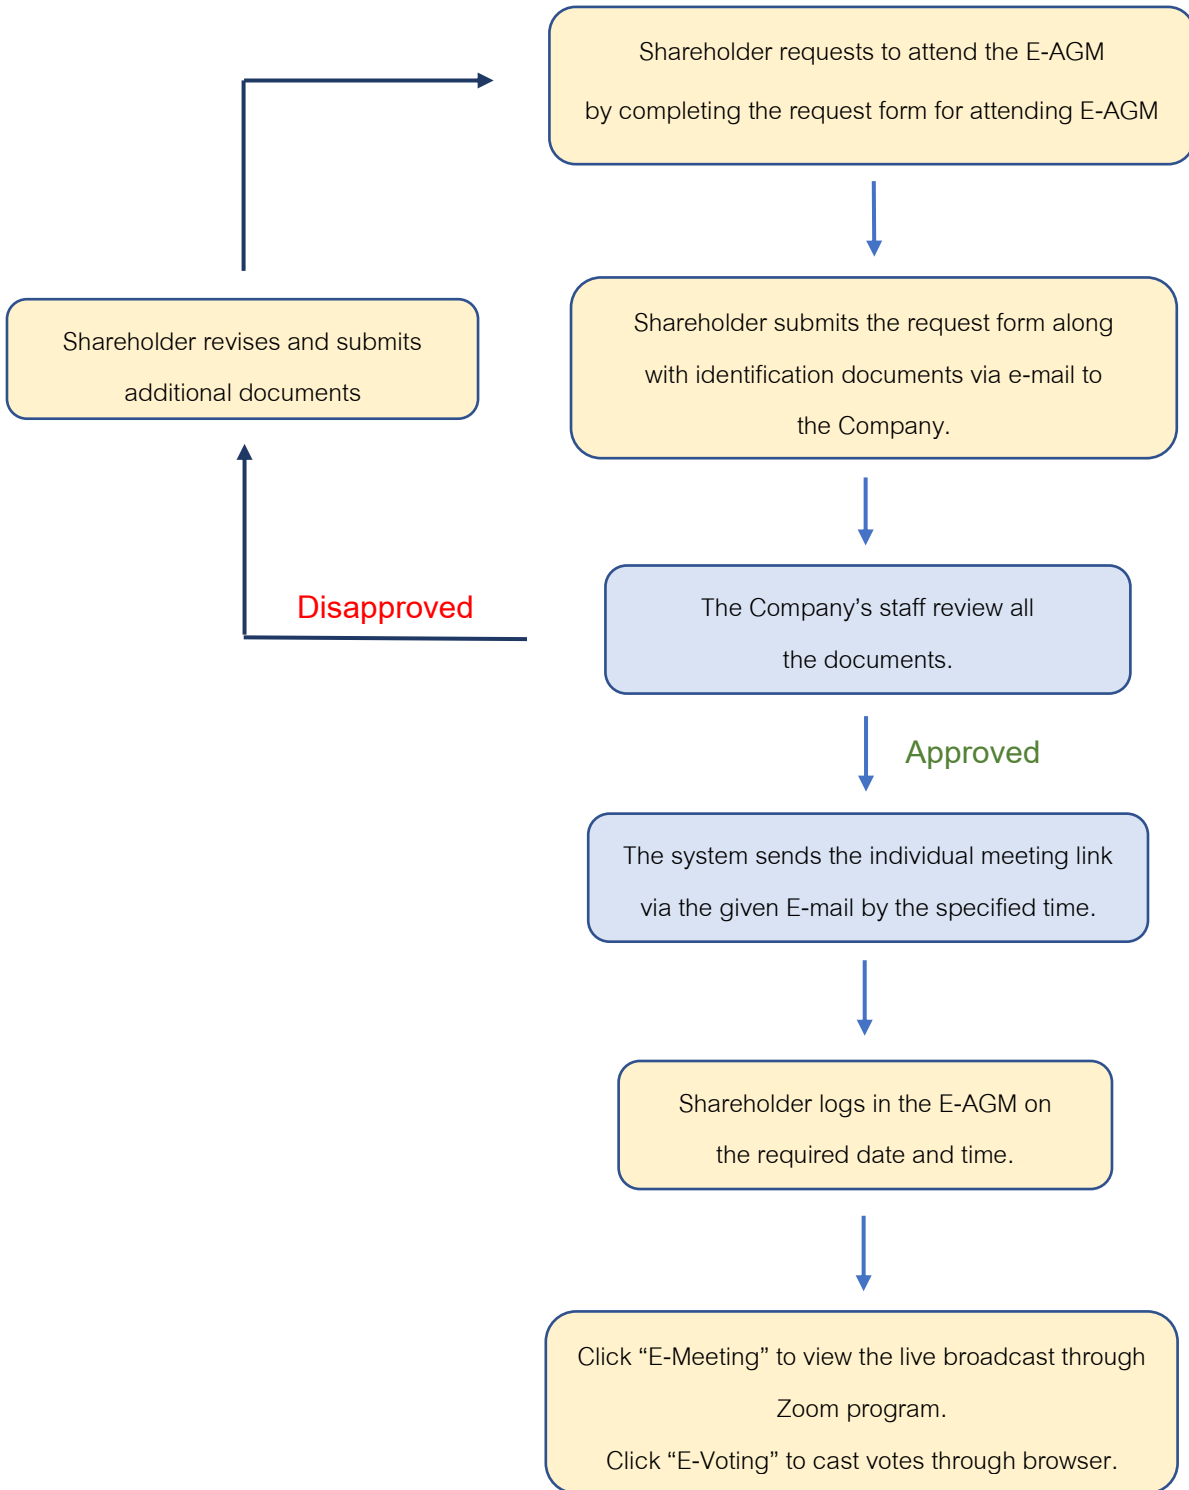 Shareholder requests to attend the E-AGM
by completing the request form for attending E-AGM
Shareholder revises and submits
additional documents
Shareholder submits the request form along
with identification documents via e-mail to
the Company.
Disapproved
The Company’s staff review all
the documents.
Approved
The system sends the individual meeting link
via the given E-mail by the specified time.
Shareholder logs in the E-AGM on
the required date and time.
Click “E-Meeting” to view the live broadcast through
Zoom program.
Click “E-Voting” to cast votes through browser.